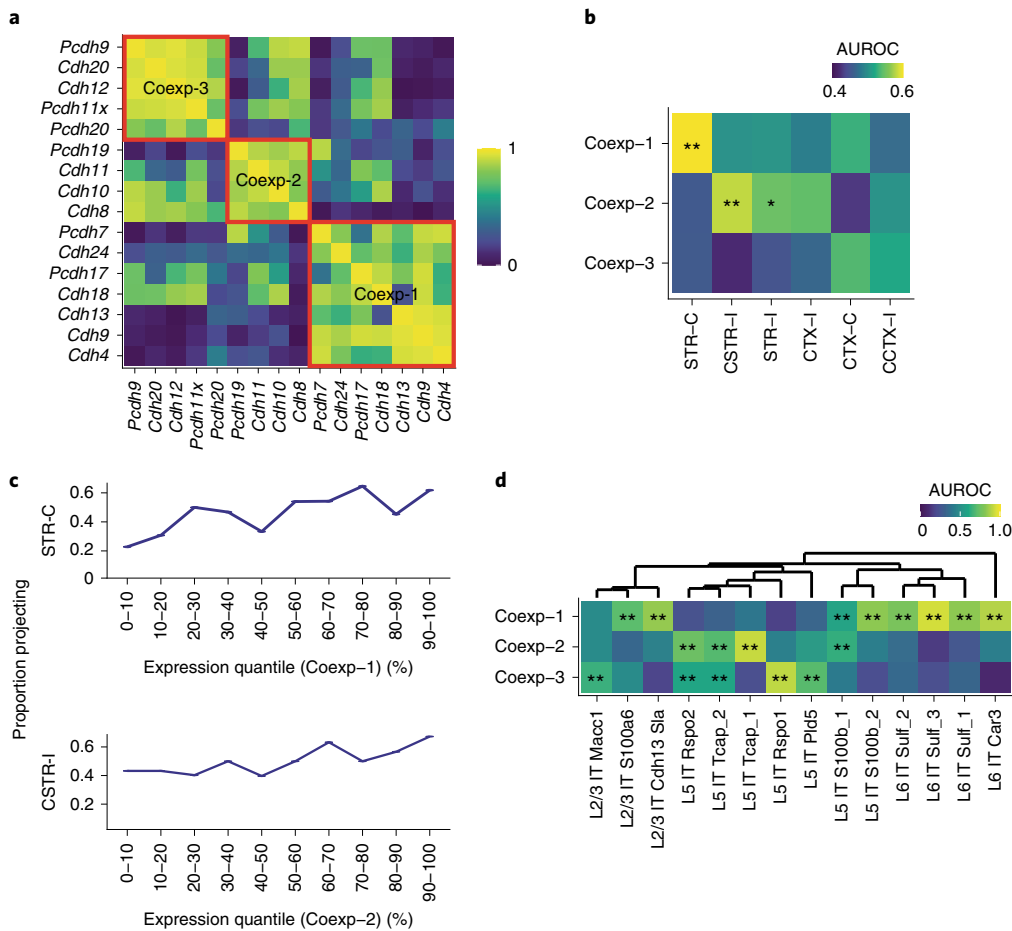 a
Pcdh9
Cdh20
Cdh12
Pcdh11x
Pcdh20
Pcdh19
Cdh11
Cdh10
Cdh8
Pcdh7
Cdh24
Pcdh17
Cdh18
Cdh13
Cdh9
Cdh4
Coexp-3
Coexp-2
Coexp-1
1
0
Pcdh9
Cdh20
Cdh12
Pcdh11x
Pcdh20
Pcdh19
Cdh11
Cdh10
Cdh8
Pcdh7
Cdh24
Pcdh17
Cdh18
Cdh13
Cdh9
Cdh4
b
AUROC
0.4 0.6
Coexp–1
Coexp–2
Coexp–3
**
** *
STR–C
CSTR–I
STR–I
CTX–I
CTX–C
CCTX–I
c
Proportion projecting
STR-C
0.6
0.4
0.2
0
0–10
10–20
20–30
30–40
40–50
50–60
60–70
70–80
80–90
90–100
Expression quantile (Coexp–1) (%)
CSTR-I
0.6
0.4
0.2
0–10
10–20
20–30
30–40
40–50
50–60
60–70
70–80
80–90
90–100
Expression quantile (Coexp–2) (%)
d
AUROC
0 0.5 1.0
Coexp–1 ** ** ** ** ** ** ** **
Coexp–2 ** ** ** **
Coexp–3 ** ** ** ** **
L2/3 IT Macc1
L2/3 IT S100a6
L2/3 IT Cdh13 Sla
L5 IT Rspo2
L5 IT Tcap_2
L5 IT Tcap_1
L5 IT Rspo1
L5 IT Pld5
L5 IT S100b_1
L5 IT S100b_2
L6 IT Sulf_2
L6 IT Sulf_3
L6 IT Sulf_1
L6 IT Car3